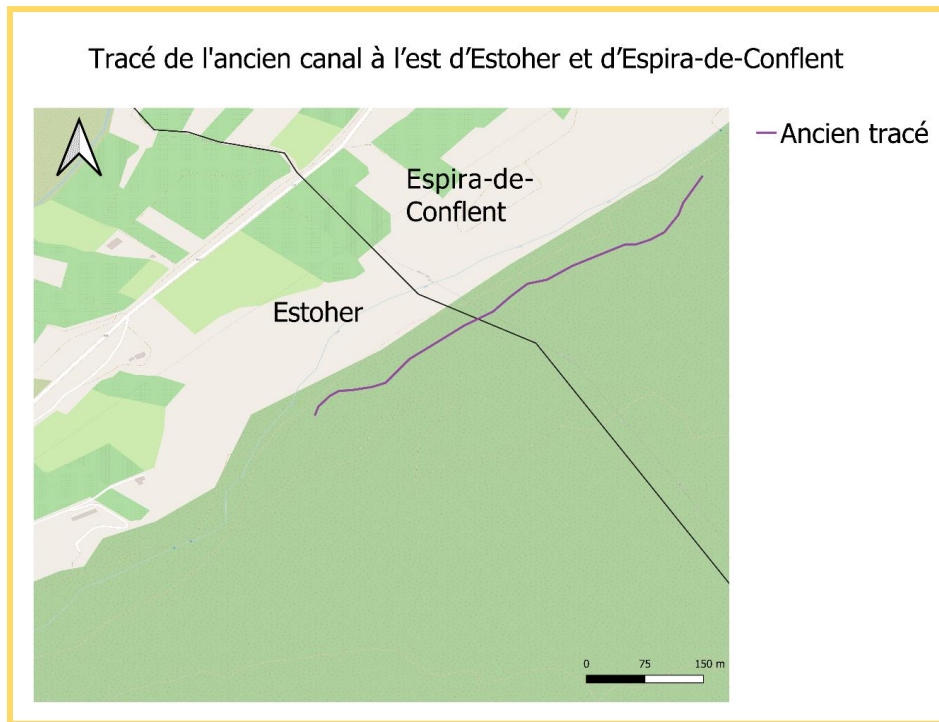 Tracé de l'ancien canal à l’est d’Estoher et d’Espira-de-Conflent
Ancien tracé
Espira-de-
Conflent
Estoher
0 75 150 m